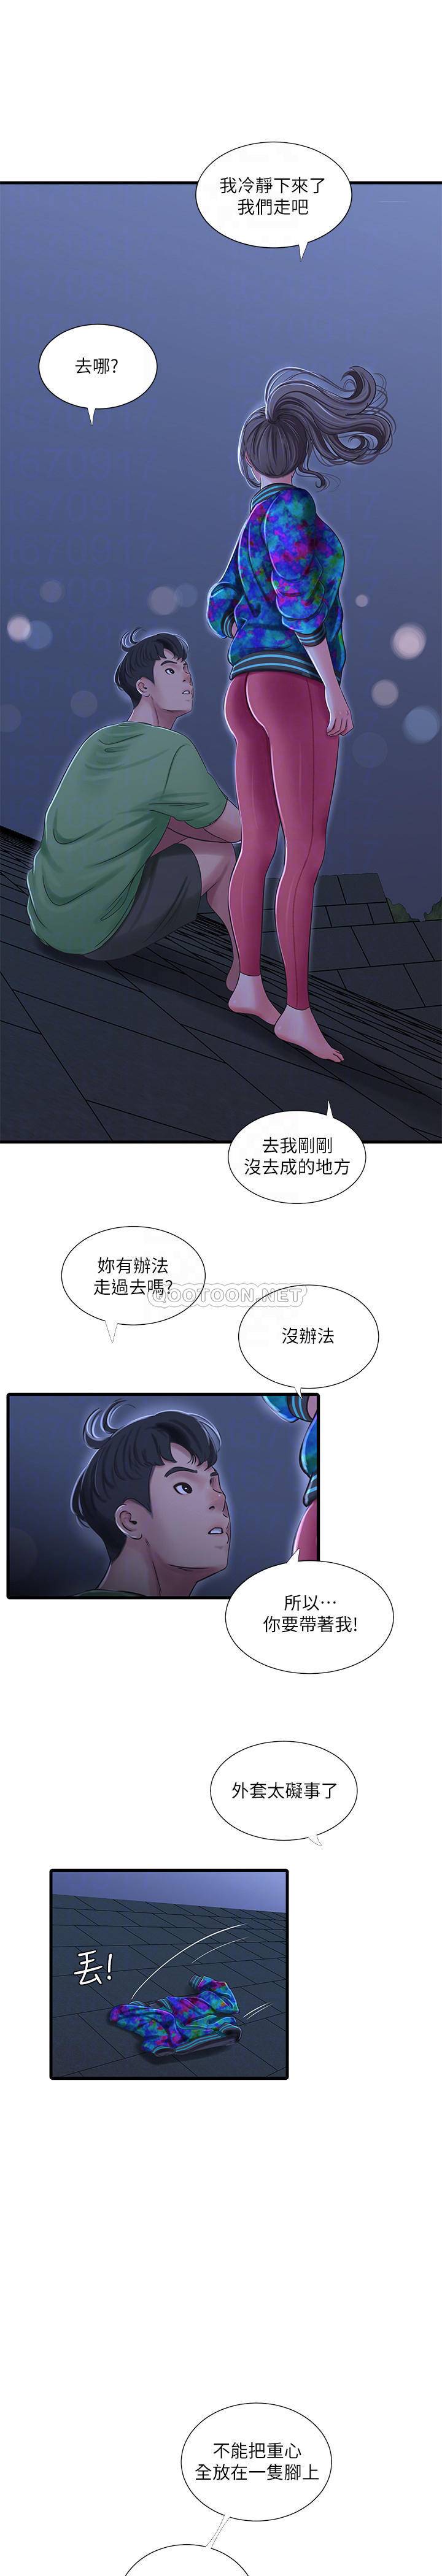 我冷靜下來了
我們走吧
去哪?
去我剛剛
沒去成的地方
妳有辦法
走過去嗎?
QOOTOON.NET
沒辦法
所以…
你要帶著我!
外套太礙事了
丟!
不能把重心
全放在一隻腳上